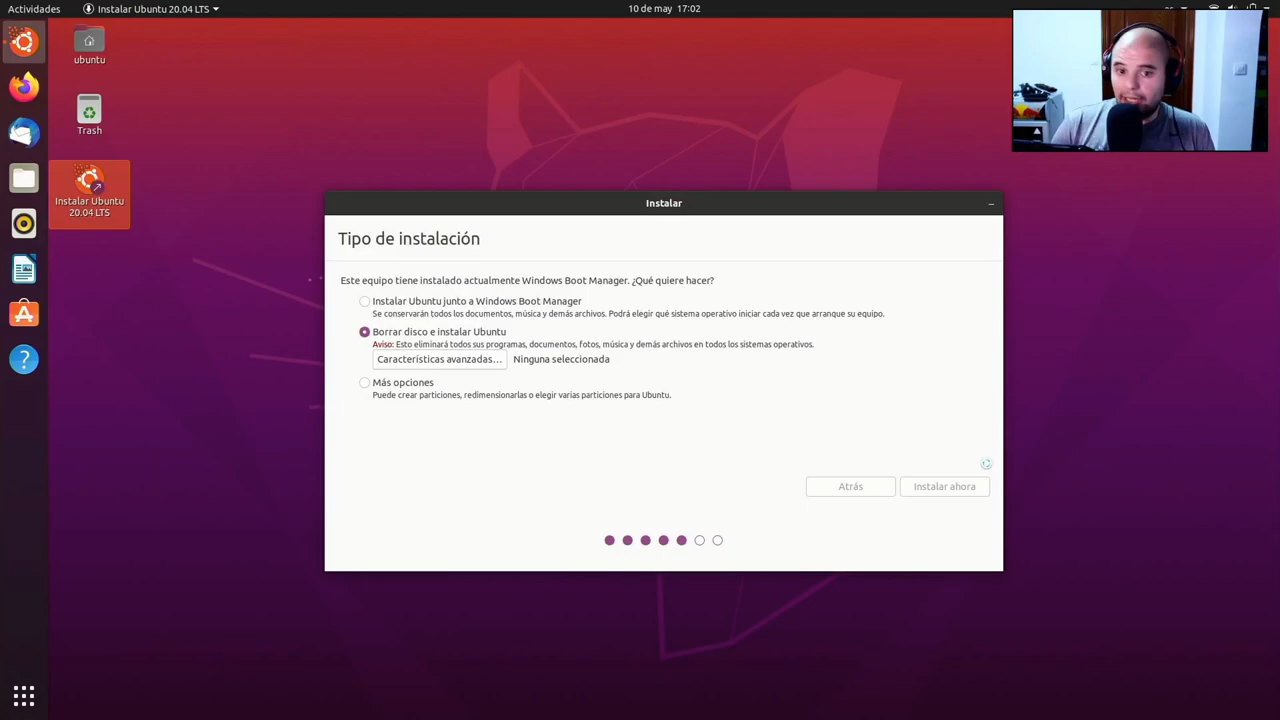 Actividades
Instalar Ubuntu 20.04 LTS
10 de may 17:02
ubuntu
Trash
Instalar Ubuntu
20.04 LTS
Instalar
Tipo de instalación
Este equipo tiene instalado actualmente Windows Boot Manager. ¿Qué quiere hacer?
Instalar Ubuntu junto a Windows Boot Manager
Se conservarán todos los documentos, música y demás archivos. Podrá elegir qué sistema operativo iniciar cada vez que arranque su equipo.
Borrar disco e instalar Ubuntu
Aviso: Esto eliminará todos sus programas, documentos, fotos, música y demás archivos en todos los sistemas operativos.
Características avanzadas... Ninguna seleccionada
Más opciones
Puede crear particiones, redimensionarlas o elegir varias particiones para Ubuntu.
Atrás
Instalar ahora